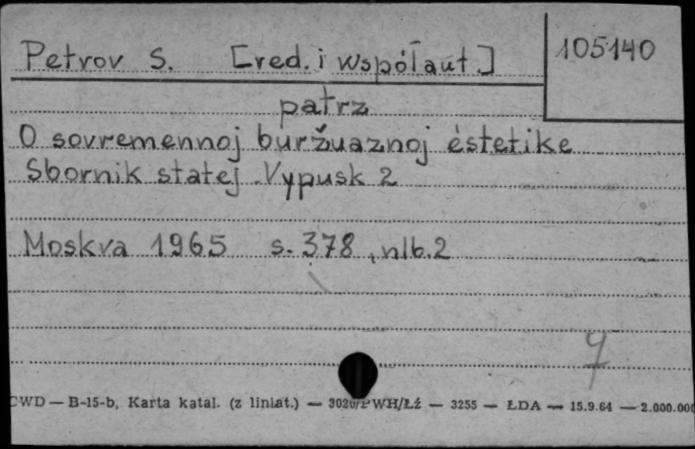 Petrov S. [red. i współaut.]
105140
patrz
O sovremennoj buržuaznoj èstetike
Sbornik statej. Vypusk 2
Moskva 1965 s. 378, nlb. 2
CWD — B-15-b, Karta katal. (z liniat.) — 3020/PWH/Łź — 3255 — ŁDA — 15.9.64 — 2.000.000